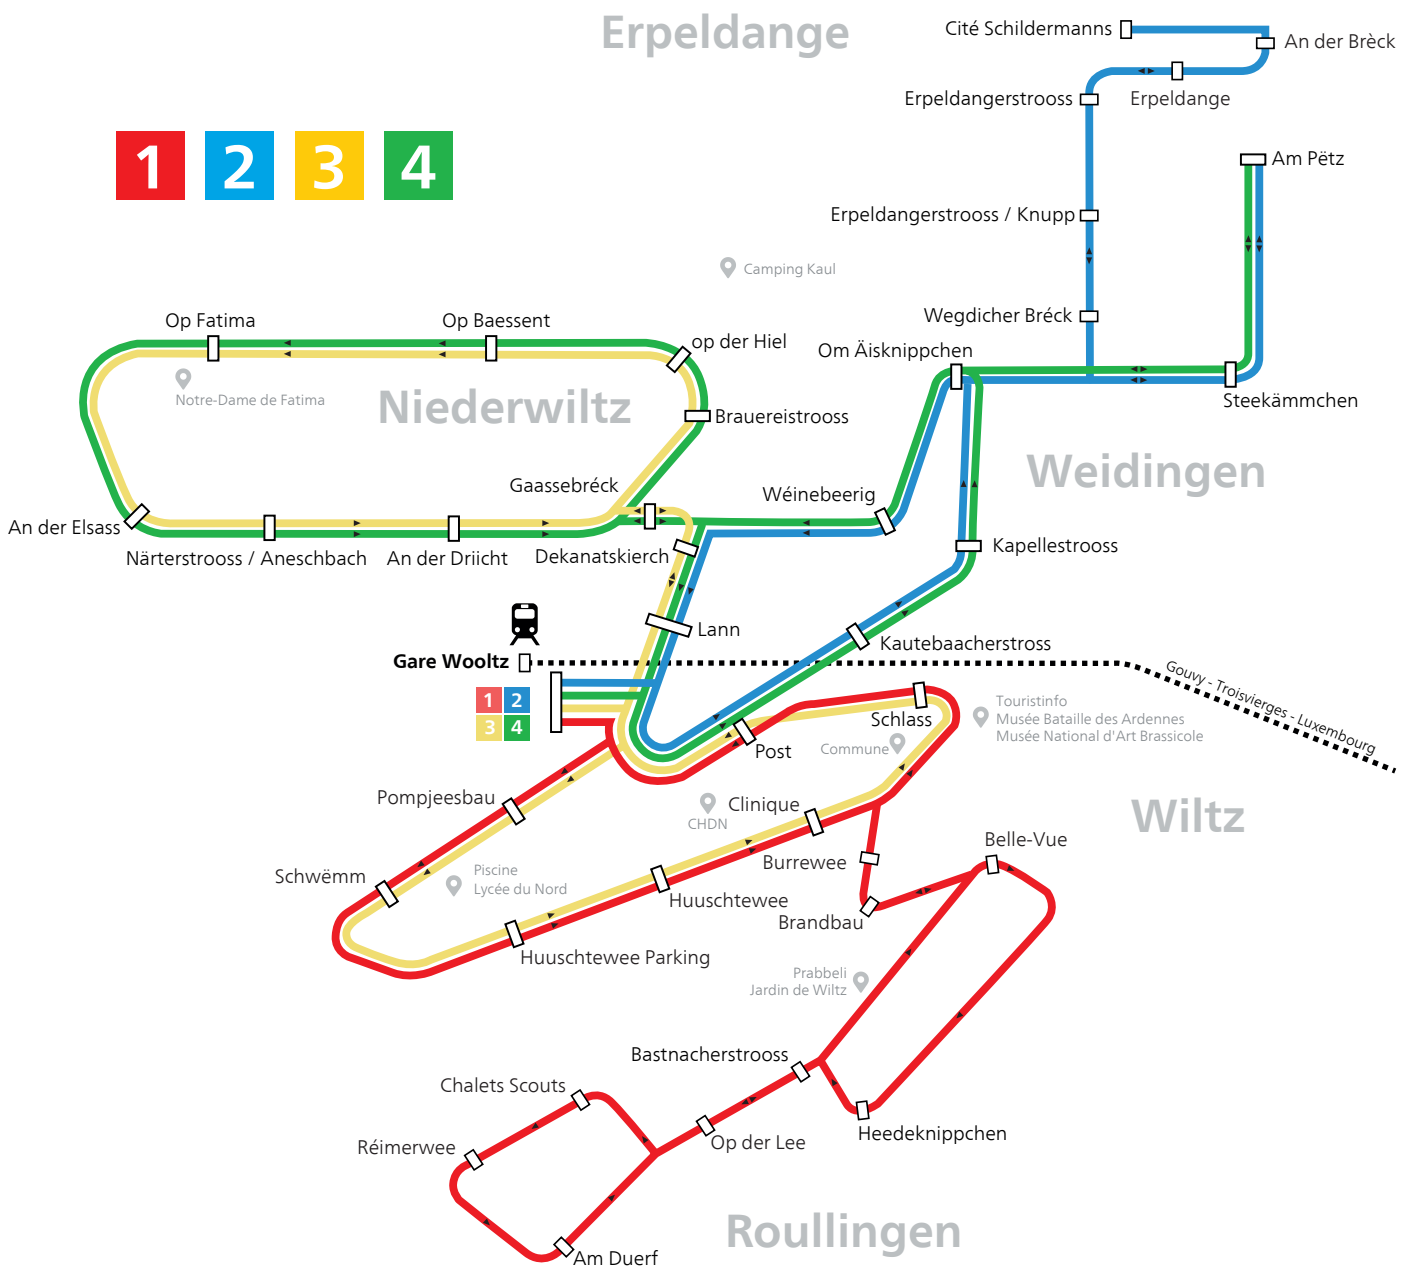 Erpeldange
Cité Schildermanns
An der Brèck
Erpeldangerstrooss
Erpeldange
1 2 3 4
Am Pëtz
Erpeldangerstrooss / Knupp
Camping Kaul
Wegdicher Bréck
Op Fatima
Op Baessent
op der Hiel
Om Äisknippchen
Notre-Dame de Fatima
Niederwiltz
Brauereistrooss
Steekämmchen
Weidingen
Gaassebréck
Wéinebeerig
An der Elsass
Närterstrooss / Aneschbach
An der Driicht
Dekanatskierch
Kapellestrooss
Lann
Kautebaacherstross
Gare Wooltz
Gouvy - Troisvierges - Luxembourg
1 2
3 4
Schlass
Touristinfo
Musée Bataille des Ardennes
Musée National d'Art Brassicole
Post
Commune
Pompjeesbau
Clinique
CHDN
Wiltz
Belle-Vue
Burrewee
Schwëmm
Piscine
Lycée du Nord
Huuschtewee
Brandbau
Huuschtewee Parking
Prabbeli
Jardin de Wiltz
Bastnacherstrooss
Chalets Scouts
Heedeknippchen
Op der Lee
Réimerwee
Roullingen
Am Duerf